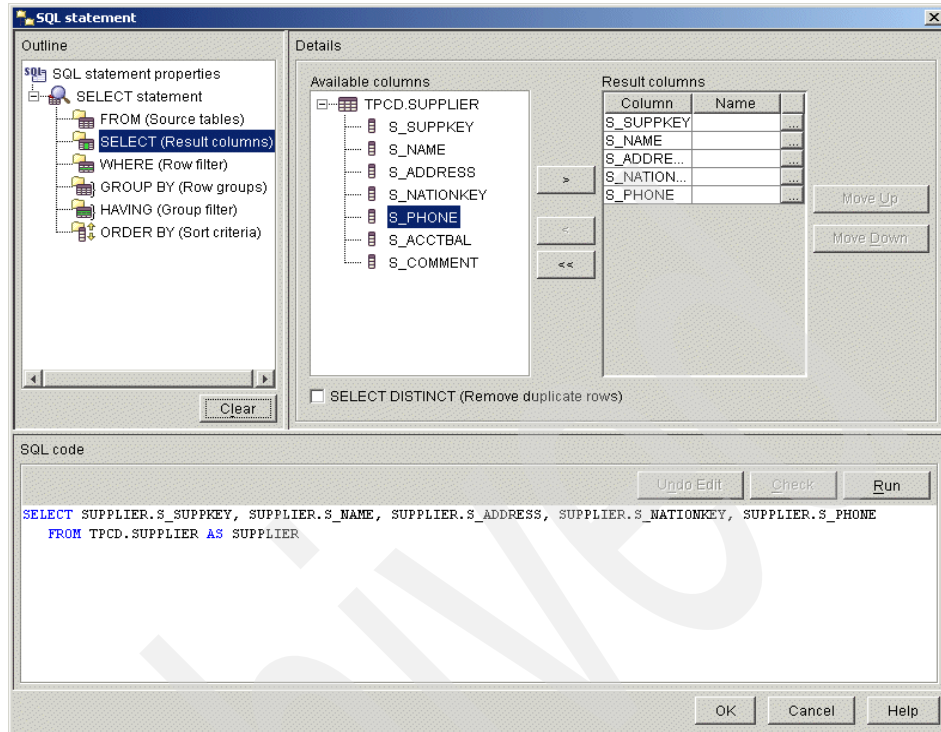 SQL statement
Outline
SQL SQL statement properties
SELECT statement
FROM (Source tables)
SELECT (Result columns)
WHERE (Row filter)
GROUP BY (Row groups)
HAVING (Group filter)
ORDER BY (Sort criteria)
Clear
Details
Available columns
TPCD.SUPPLIER
S_SUPPKEY
S_NAME
S_ADDRESS
S_NATIONKEY
S_PHONE
S_ACCTBAL
S_COMMENT
>
<
<<
Result columns
Column Name
S_SUPPKEY ...
S_NAME ...
S_ADDRE... ...
S_NATION... ...
S_PHONE ...
Move Up
Move Down
SELECT DISTINCT (Remove duplicate rows)
SQL code
Undo Edit Check Run
SELECT SUPPLIER.S_SUPPKEY, SUPPLIER.S_NAME, SUPPLIER.S_ADDRESS, SUPPLIER.S_NATIONKEY, SUPPLIER.S_PHONE
FROM TPCD.SUPPLIER AS SUPPLIER
OK Cancel Help